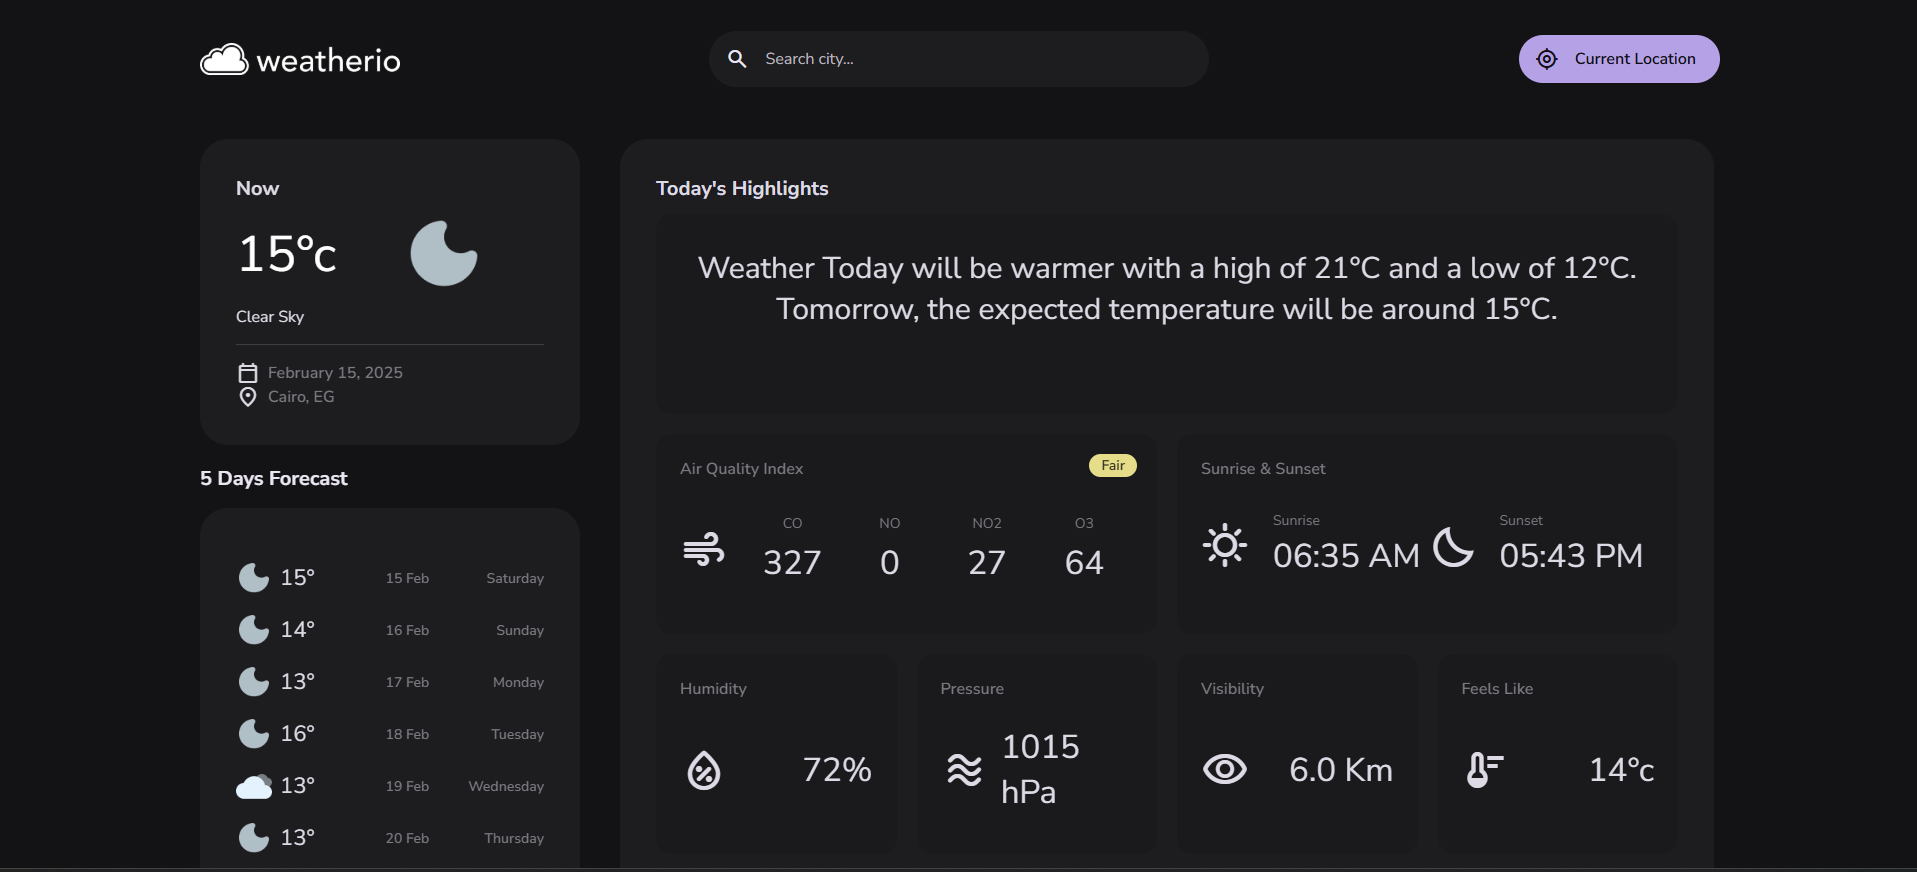 weatherio
Search city...
Current Location
Now
15°c
Clear Sky
February 15, 2025
Cairo, EG
5 Days Forecast
15° 15 Feb Saturday
14° 16 Feb Sunday
13° 17 Feb Monday
16° 18 Feb Tuesday
13° 19 Feb Wednesday
13° 20 Feb Thursday
Today's Highlights
Weather Today will be warmer with a high of 21°C and a low of 12°C.
Tomorrow, the expected temperature will be around 15°C.
Air Quality Index
Fair
CO NO NO2 O3
327 0 27 64
Sunrise & Sunset
Sunrise Sunset
06:35 AM 05:43 PM
Humidity
72%
Pressure
1015
hPa
Visibility
6.0 Km
Feels Like
14°c